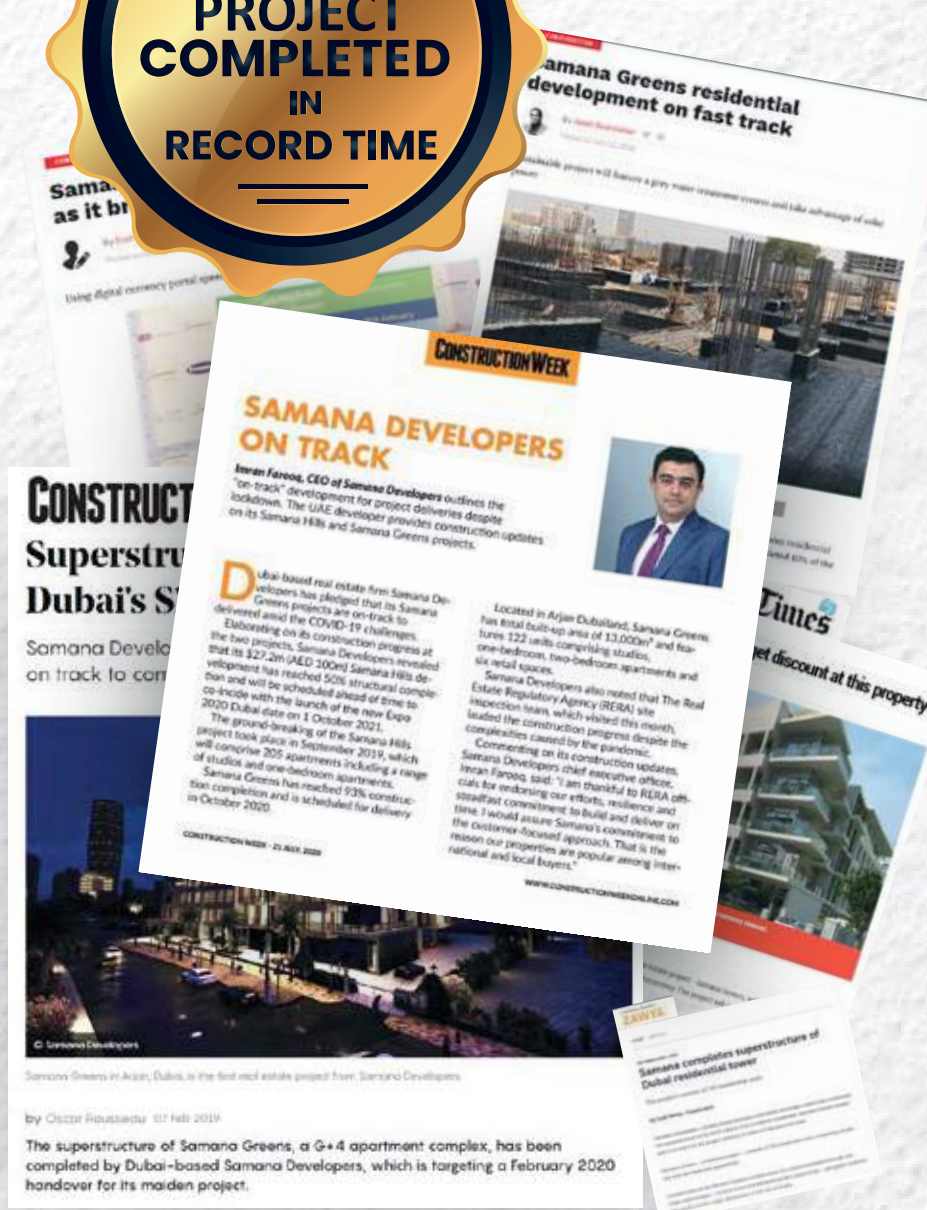 PROJECT
COMPLETED
IN
RECORD TIME
amana Greens residential
development on fast track
Sama
as it br
Using digital currency portal
CONSTRUCTIONWEEK
SAMANA DEVELOPERS
ON TRACK
Imran Farooq, CEO of Samana Developers outlines the
"on-track" development for project deliveries despite
lockdown. The UAE developer provides construction updates
on its Samana Hills and Samana Greens projects.
Dubai-based real estate firm Samana De-
velopers has pledged that its Samana
Greens projects are on-track to
delivered amid the COVID-19 challenges.
Elaborating on its construction progress at
the two projects, Samana Developers revealed
that its $27.2m (AED 100m) Samana Hills de-
velopment has reached 50% structural comple-
tion and will be scheduled ahead of time to
co-incide with the launch of the new Expo
2020 Dubai date on 1 October 2021.
The ground-breaking of the Samana Hills
project took place in September 2019, which
will comprise 205 apartments including a range
of studios and one-bedroom apartments.
Samana Greens has reached 93% construc-
tion completion and is scheduled for delivery
in October 2020.
CONSTRUCTION WEEK - 21 JULY, 2020
Located in Arjan Dubailand, Samana Greens
has total built-up area of 13,000m² and fea-
tures 122 units comprising studios,
one-bedroom, two-bedroom apartments and
six retail spaces.
Samana Developers also noted that The Real
Estate Regulatory Agency (RERA) site
inspection team, which visited this month,
lauded the construction progress despite the
complexities caused by the pandemic.
Commenting on its construction updates,
Samana Developers chief executive officer,
Imran Farooq, said: "I am thankful to RERA offi-
cials for endorsing our efforts, resilience and
steadfast commitment to build and deliver on
time. I would assure Samana's commitment to
the customer-focused approach. That is the
reason our properties are popular among inter-
national and local buyers."
WWW.CONSTRUCTIONWEEKONLINE.COM
CONSTRUCT
Superstru
Dubai's S
Samana Develo
on track to con
© Samana Developers
Samana Greens in Arjan, Dubai, is the first real estate project from Samana Developers
by Oscar Rousseau 07 Feb 2019
The superstructure of Samana Greens, a G+4 apartment complex, has been
completed by Dubai-based Samana Developers, which is targeting a February 2020
handover for its maiden project.
Times
et discount at this property
ZAWYA
Samana completes superstructure of
Dubai residential tower